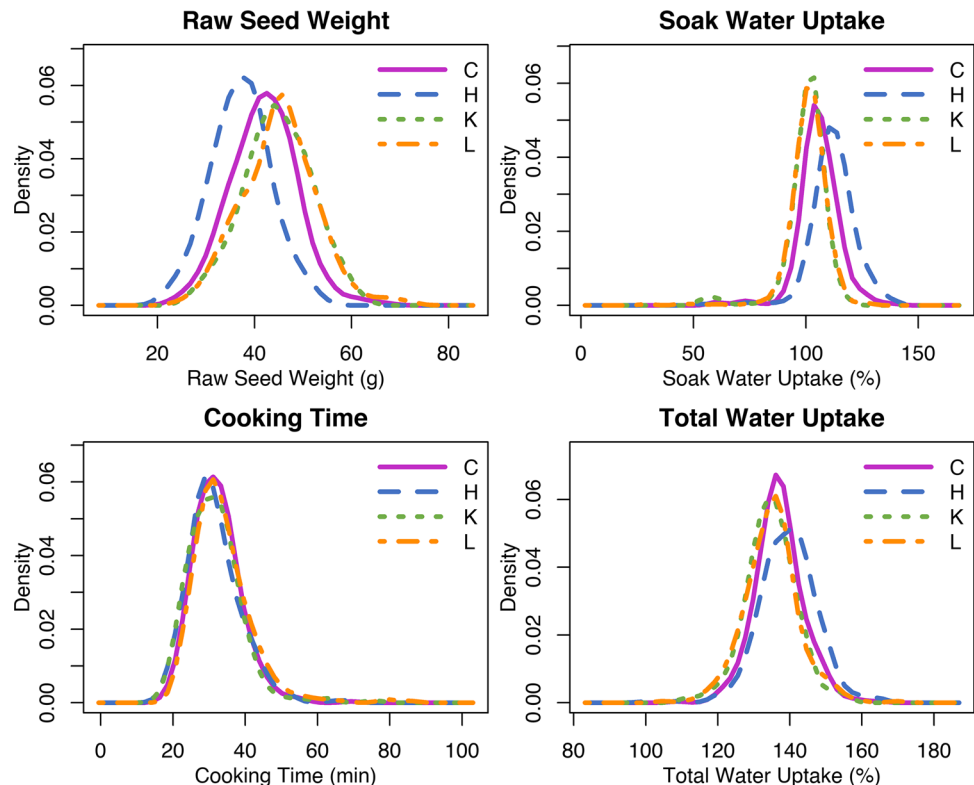 Raw Seed Weight
Density
0.00 0.02 0.04 0.06
C
H
K
L
20 40 60 80
Raw Seed Weight (g)
Soak Water Uptake
Density
0.00 0.02 0.04 0.06
C
H
K
L
0 50 100 150
Soak Water Uptake (%)
Cooking Time
Density
0.00 0.02 0.04 0.06
C
H
K
L
0 20 40 60 80 100
Cooking Time (min)
Total Water Uptake
Density
0.00 0.02 0.04 0.06
C
H
K
L
80 100 120 140 160 180
Total Water Uptake (%)